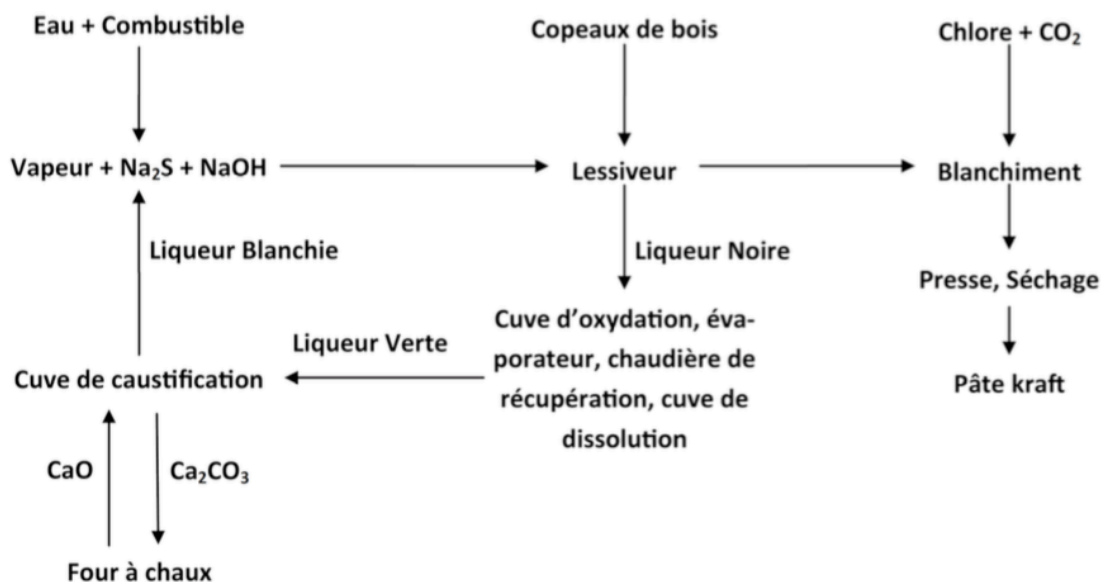 Eau + Combustible
Copeaux de bois
Chlore + CO₂
Vapeur + Na₂S + NaOH
Lessiveur
Blanchiment
Liqueur Blanchie
Liqueur Noire
Presse, Séchage
Cuve d'oxydation, éva-
porateur, chaudière de
récupération, cuve de
dissolution
Liqueur Verte
Cuve de caustification
Pâte kraft
CaO
Ca₂CO₃
Four à chaux